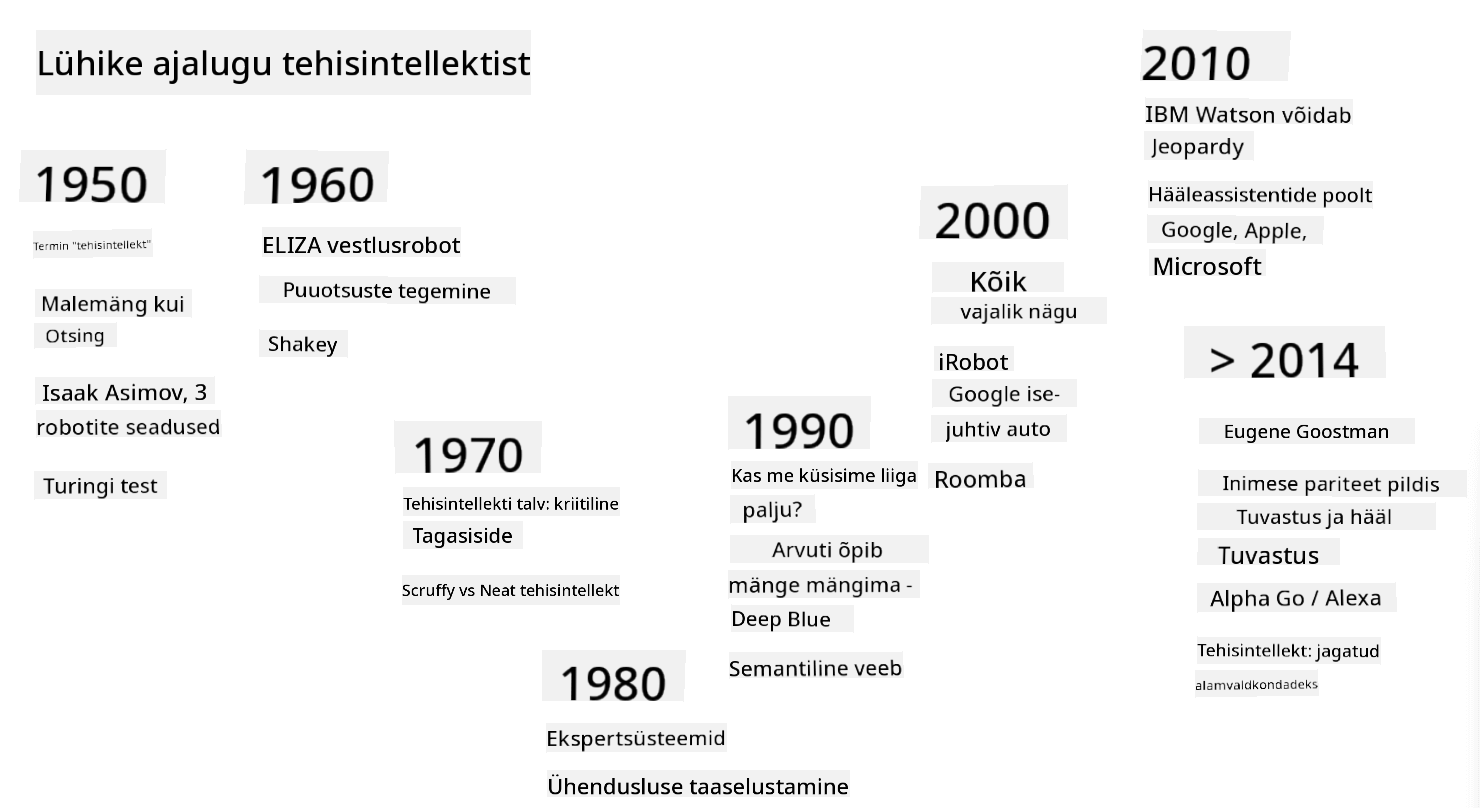 Lühike ajalugu tehisintellektist
1950
Termin "tehisintellekt"
Malemäng kui
Otsing
Isaak Asimov, 3
robotite seadused
Turingi test
1960
ELIZA vestlusrobot
Puuotsuste tegemine
Shakey
1970
Tehisintellekti talv: kriitiline
Tagasiside
Scruffy vs Neat tehisintellekt
1980
Ekspertsüsteemid
Ühendusluse taaselustamine
1990
Kas me küsisime liiga
palju?
Arvuti õpib
mänge mängima -
Deep Blue
Semantiline veeb
2000
Kõik
vajalik nägu
iRobot
Google ise-
juhtiv auto
Roomba
2010
IBM Watson võidab
Jeopardy
Hääleassistentide poolt
Google, Apple,
Microsoft
> 2014
Eugene Goostman
Inimese pariteet pildis
Tuvastus ja hääl
Tuvastus
Alpha Go / Alexa
Tehisintellekt: jagatud
alamvaldkondadeks